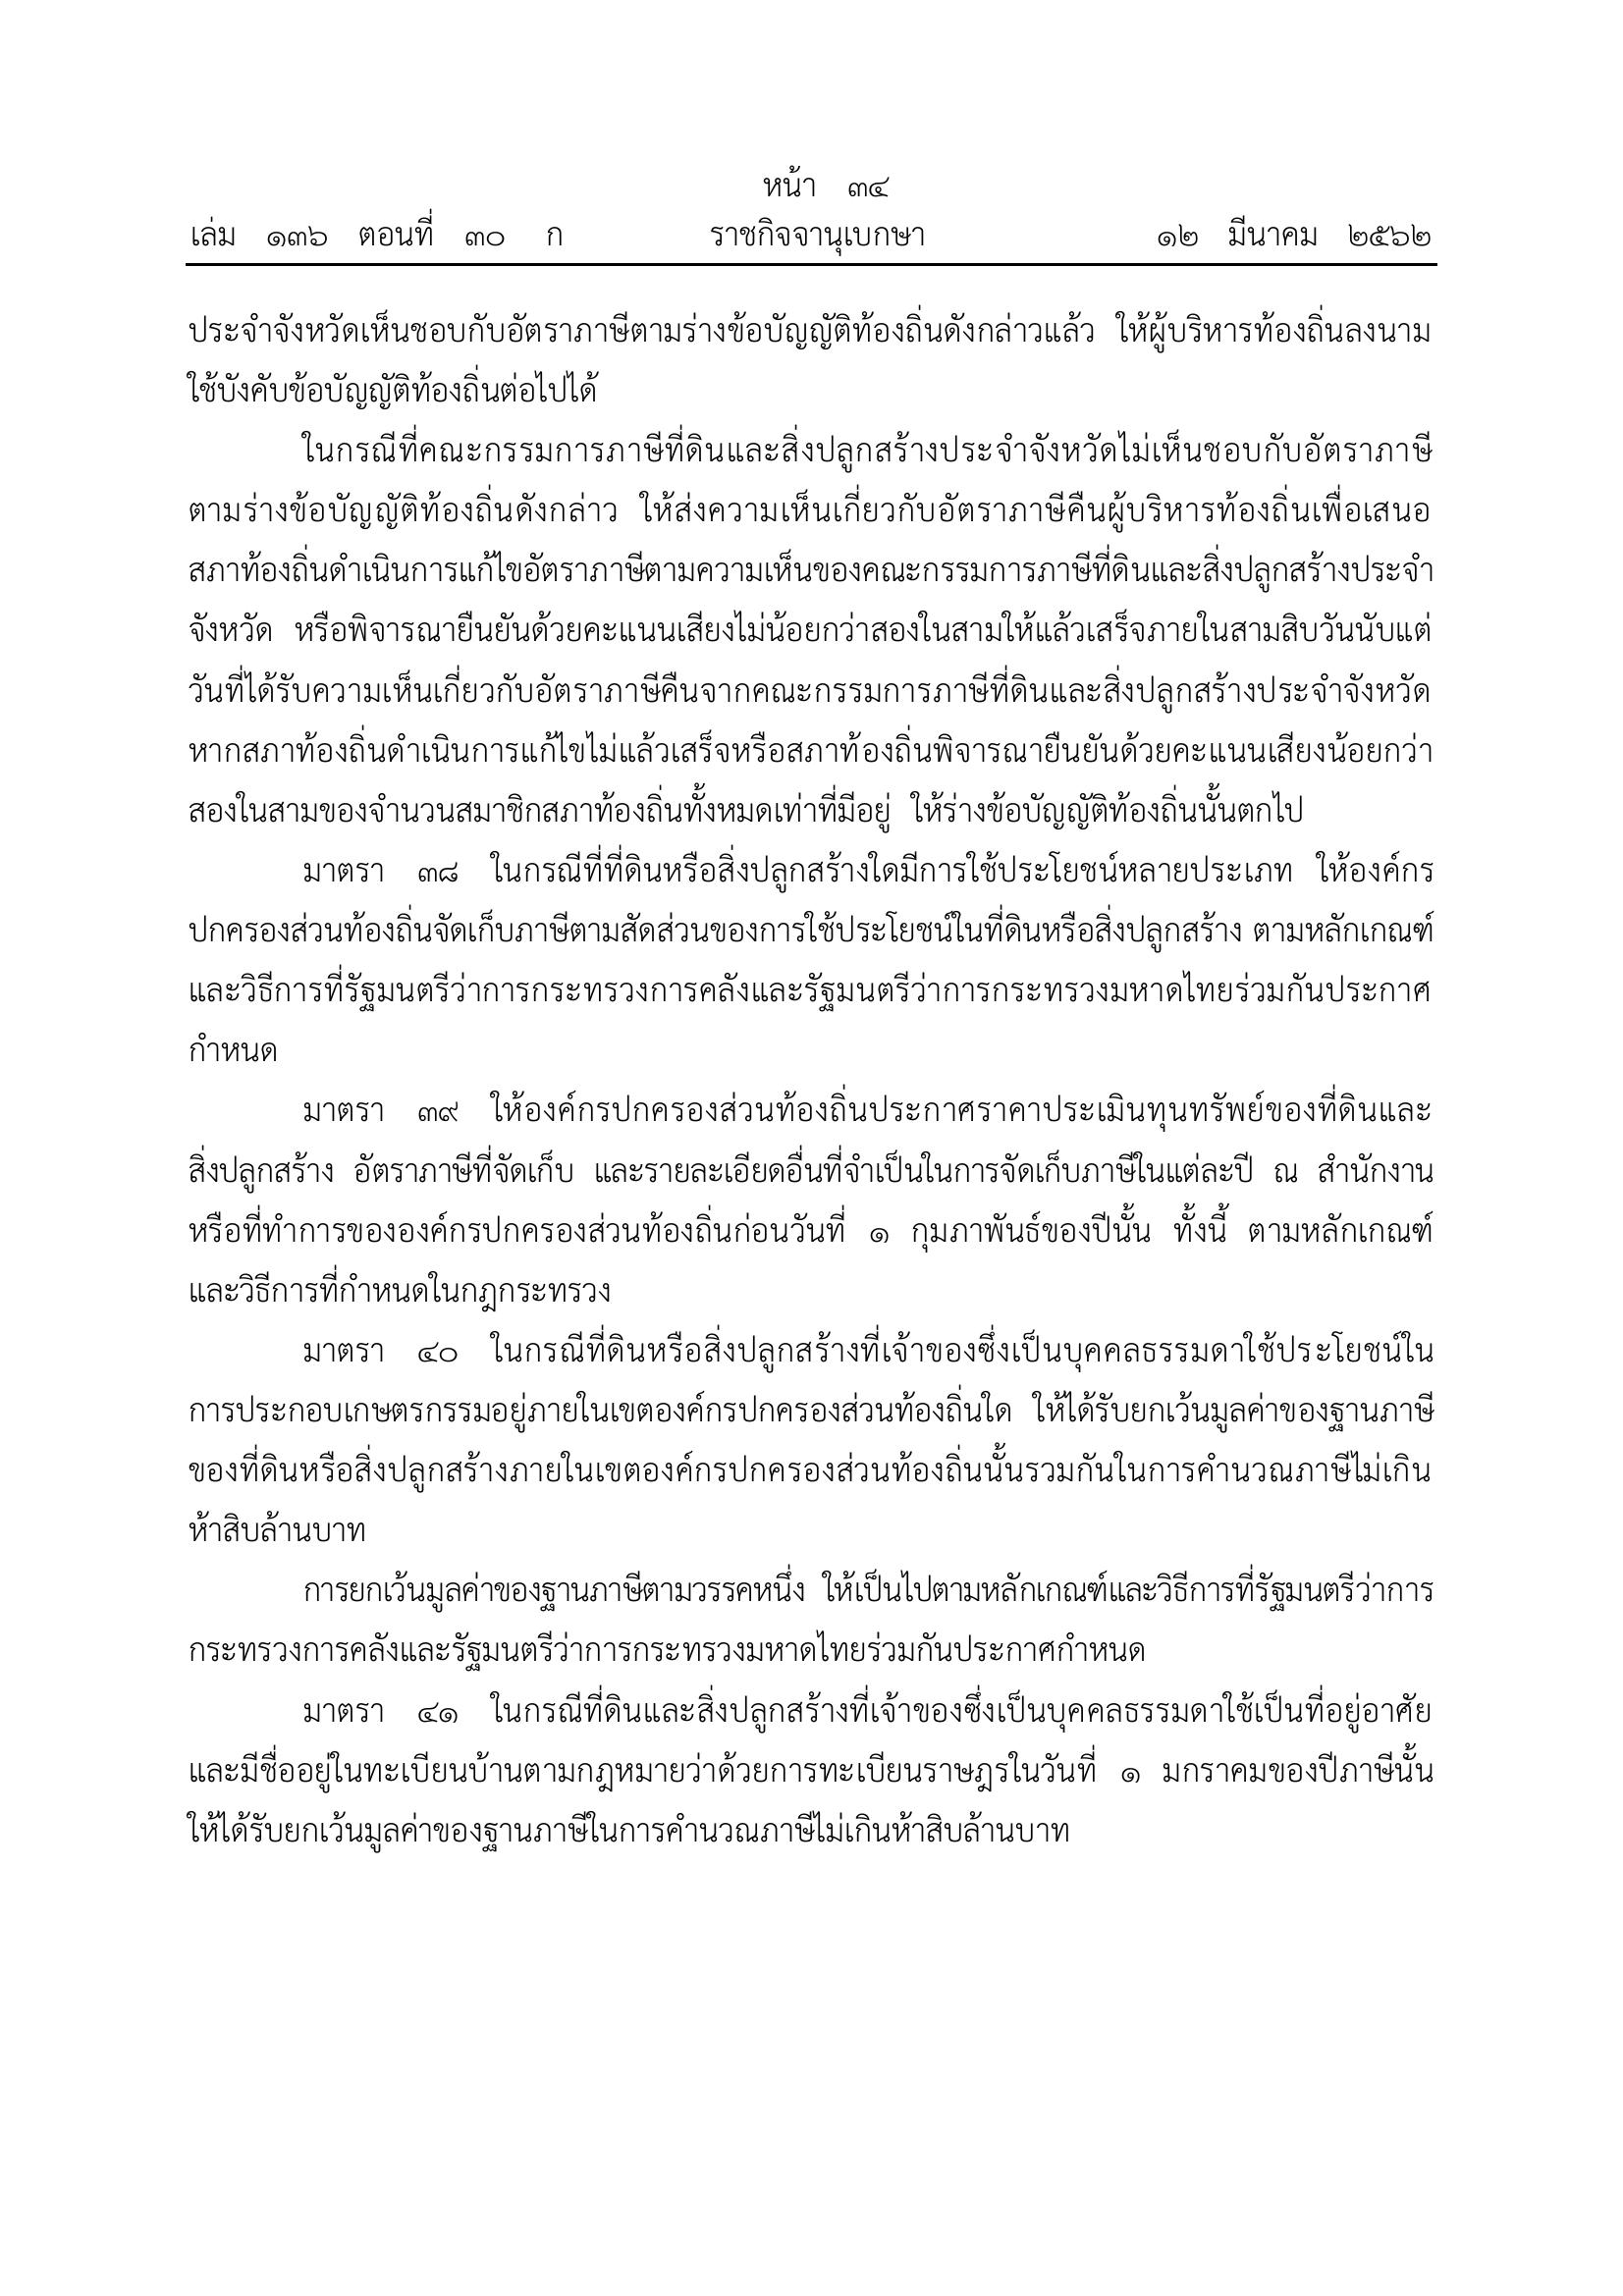 หน้า ๓๔
เล่ม ๑๓๖ ตอนที่ ๓๐ ก ราชกิจจานุเบกษา ๑๒ มีนาคม ๒๕๖๒
ประจำจังหวัดเห็นชอบกับอัตราภาษีตามร่างข้อบัญญัติท้องถิ่นดังกล่าวแล้ว ให้ผู้บริหารท้องถิ่นลงนาม
ใช้บังคับข้อบัญญัติท้องถิ่นต่อไปได้
ในกรณีที่คณะกรรมการภาษีที่ดินและสิ่งปลูกสร้างประจำจังหวัดไม่เห็นชอบกับอัตราภาษี
ตามร่างข้อบัญญัติท้องถิ่นดังกล่าว ให้ส่งความเห็นเกี่ยวกับอัตราภาษีคืนผู้บริหารท้องถิ่นเพื่อเสนอ
สภาท้องถิ่นดำเนินการแก้ไขอัตราภาษีตามความเห็นของคณะกรรมการภาษีที่ดินและสิ่งปลูกสร้างประจำ
จังหวัด หรือพิจารณายืนยันด้วยคะแนนเสียงไม่น้อยกว่าสองในสามให้แล้วเสร็จภายในสามสิบวันนับแต่
วันที่ได้รับความเห็นเกี่ยวกับอัตราภาษีคืนจากคณะกรรมการภาษีที่ดินและสิ่งปลูกสร้างประจำจังหวัด
หากสภาท้องถิ่นดำเนินการแก้ไขไม่แล้วเสร็จหรือสภาท้องถิ่นพิจารณายืนยันด้วยคะแนนเสียงน้อยกว่า
สองในสามของจำนวนสมาชิกสภาท้องถิ่นทั้งหมดเท่าที่มีอยู่ ให้ร่างข้อบัญญัติท้องถิ่นนั้นตกไป
มาตรา ๓๘ ในกรณีที่ที่ดินหรือสิ่งปลูกสร้างใดมีการใช้ประโยชน์หลายประเภท ให้องค์กร
ปกครองส่วนท้องถิ่นจัดเก็บภาษีตามสัดส่วนของการใช้ประโยชน์ในที่ดินหรือสิ่งปลูกสร้าง ตามหลักเกณฑ์
และวิธีการที่รัฐมนตรีว่าการกระทรวงการคลังและรัฐมนตรีว่าการกระทรวงมหาดไทยร่วมกันประกาศ
กำหนด
มาตรา ๓๙ ให้องค์กรปกครองส่วนท้องถิ่นประกาศราคาประเมินทุนทรัพย์ของที่ดินและ
สิ่งปลูกสร้าง อัตราภาษีที่จัดเก็บ และรายละเอียดอื่นที่จำเป็นในการจัดเก็บภาษีในแต่ละปี ณ สำนักงาน
หรือที่ทำการขององค์กรปกครองส่วนท้องถิ่นก่อนวันที่ ๑ กุมภาพันธ์ของปีนั้น ทั้งนี้ ตามหลักเกณฑ์
และวิธีการที่กำหนดในกฎกระทรวง
มาตรา ๔๐ ในกรณีที่ดินหรือสิ่งปลูกสร้างที่เจ้าของซึ่งเป็นบุคคลธรรมดาใช้ประโยชน์ใน
การประกอบเกษตรกรรมอยู่ภายในเขตองค์กรปกครองส่วนท้องถิ่นใด ให้ได้รับยกเว้นมูลค่าของฐานภาษี
ของที่ดินหรือสิ่งปลูกสร้างภายในเขตองค์กรปกครองส่วนท้องถิ่นนั้นรวมกันในการคำนวณภาษีไม่เกิน
ห้าสิบล้านบาท
การยกเว้นมูลค่าของฐานภาษีตามวรรคหนึ่ง ให้เป็นไปตามหลักเกณฑ์และวิธีการที่รัฐมนตรีว่าการ
กระทรวงการคลังและรัฐมนตรีว่าการกระทรวงมหาดไทยร่วมกันประกาศกำหนด
มาตรา ๔๑ ในกรณีที่ดินและสิ่งปลูกสร้างที่เจ้าของซึ่งเป็นบุคคลธรรมดาใช้เป็นที่อยู่อาศัย
และมีชื่ออยู่ในทะเบียนบ้านตามกฎหมายว่าด้วยการทะเบียนราษฎรในวันที่ ๑ มกราคมของปีภาษีนั้น
ให้ได้รับยกเว้นมูลค่าของฐานภาษีในการคำนวณภาษีไม่เกินห้าสิบล้านบาท